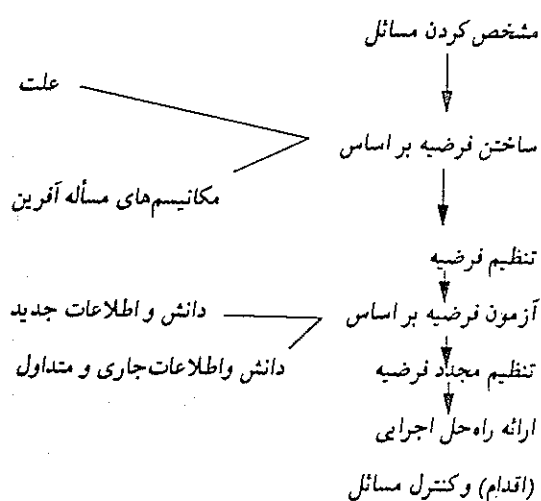 مشخص کردن مسائل
علت
ساختن فرضیه بر اساس
مکانیسم‌های مسأله آفرین
تنظیم فرضیه
دانش و اطلاعات جدید
آزمون فرضیه بر اساس
دانش واطلاعات جاری و متداول
تنظیم مجدد فرضیه
ارائه راه‌حل اجرایی
(اقدام) و کنترل مسائل